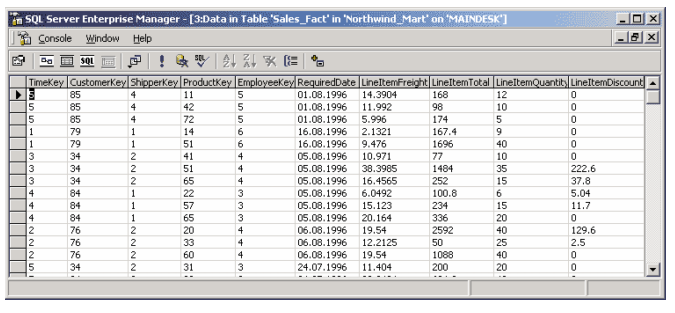 SQL Server Enterprise Manager - [3:Data in Table 'Sales_Fact' in 'Northwind_Mart' on 'MAINDESK']
Console Window Help
SQL SQL
TimeKey CustomerKey ShipperKey ProductKey EmployeeKey RequiredDate LineItemFreight LineItemTotal LineItemQuantity LineItemDiscount
5 85 4 11 5 01.08.1996 14.3904 168 12 0
5 85 4 42 5 01.08.1996 11.992 98 10 0
5 85 4 72 5 01.08.1996 5.996 174 5 0
1 79 1 14 6 16.08.1996 2.1321 167.4 9 0
1 79 1 51 6 16.08.1996 9.476 1696 40 0
3 34 2 41 4 05.08.1996 10.971 77 10 0
3 34 2 51 4 05.08.1996 38.3985 1484 35 222.6
3 34 2 65 4 05.08.1996 16.4565 252 15 37.8
4 84 1 22 3 05.08.1996 6.0492 100.8 6 5.04
4 84 1 57 3 05.08.1996 15.123 234 15 11.7
4 84 1 65 3 05.08.1996 20.164 336 20 0
2 76 2 20 4 06.08.1996 19.54 2592 40 129.6
2 76 2 33 4 06.08.1996 12.2125 50 25 2.5
2 76 2 60 4 06.08.1996 19.54 1088 40 0
5 34 2 31 3 24.07.1996 11.404 200 20 0